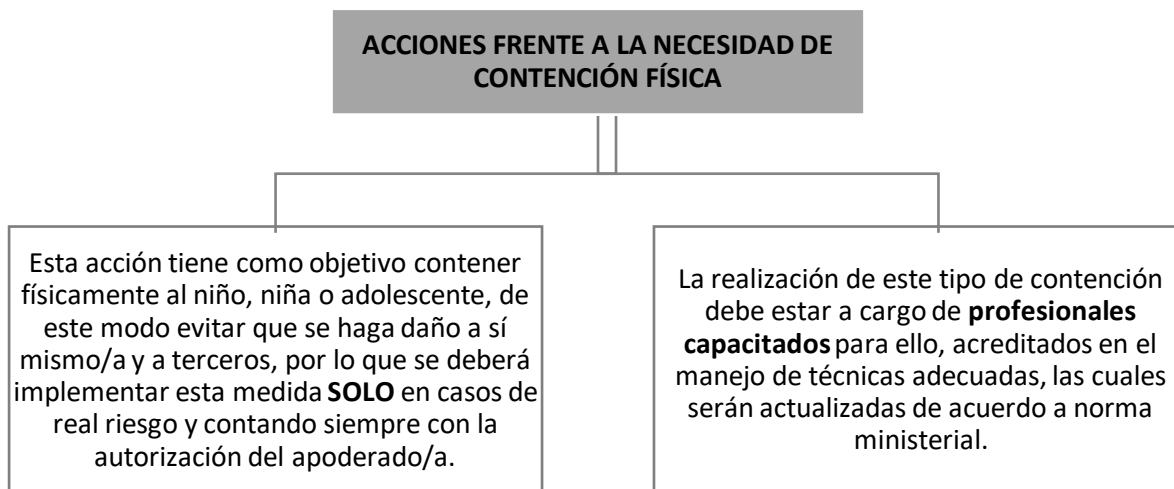 ACCIONES FRENTE A LA NECESIDAD DE
CONTENCIÓN FÍSICA
Esta acción tiene como objetivo contener
físicamente al niño, niña o adolescente, de
este modo evitar que se haga daño a sí
mismo/a y a terceros, por lo que se deberá
implementar esta medida SOLO en casos de
real riesgo y contando siempre con la
autorización del apoderado/a.
La realización de este tipo de contención
debe estar a cargo de profesionales
capacitados para ello, acreditados en el
manejo de técnicas adecuadas, las cuales
serán actualizadas de acuerdo a norma
ministerial.